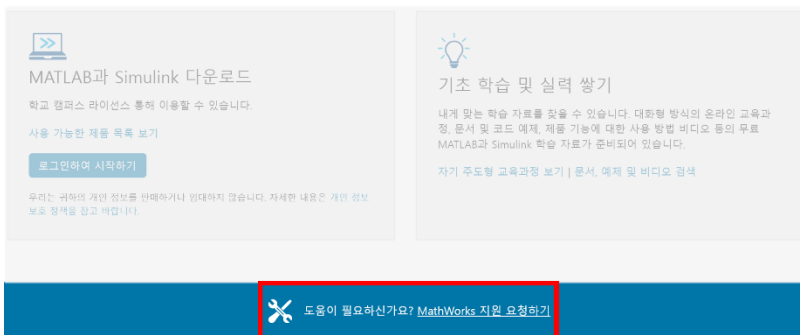 MATLAB과 Simulink 다운로드
학교 캠퍼스 라이선스 통해 이용할 수 있습니다.
사용 가능한 제품 목록 보기
로그인하여 시작하기
우리는 귀하의 개인 정보를 판매하거나 임대하지 않습니다. 자세한 내용은 개인 정보
보호 정책을 참고 바랍니다.
기초 학습 및 실력 쌓기
내게 맞는 학습 자료를 찾을 수 있습니다. 대화형 방식의 온라인 교육과
정, 문서 및 코드 예제, 제품 기능에 대한 사용 방법 비디오 등의 무료
MATLAB과 Simulink 학습 자료가 준비되어 있습니다.
자기 주도형 교육과정 보기 | 문서, 예제 및 비디오 검색
도움이 필요하신가요? MathWorks 지원 요청하기